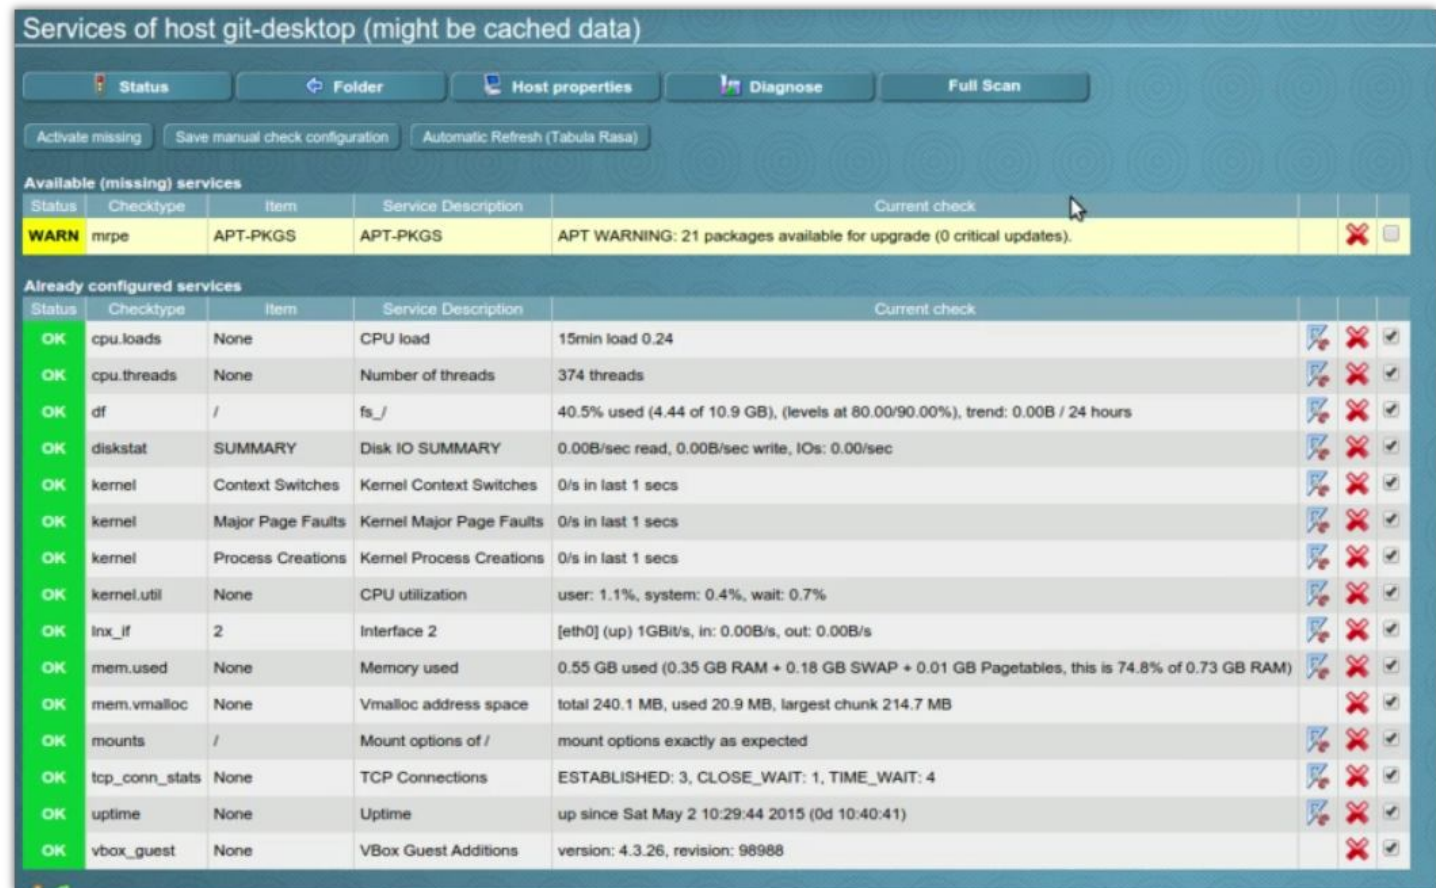 Services of host git-desktop (might be cached data)
Status Folder Host properties Diagnose Full Scan
Activate missing Save manual check configuration Automatic Refresh (Tabula Rasa)
Available (missing) services
Status Checktype Item Service Description Current check
WARN mrpe APT-PKGS APT-PKGS APT WARNING: 21 packages available for upgrade (0 critical updates).
Already configured services
Status Checktype Item Service Description Current check
OK cpu.loads None CPU load 15min load 0.24
OK cpu.threads None Number of threads 374 threads
OK df / fs_/ 40.5% used (4.44 of 10.9 GB), (levels at 80.00/90.00%), trend: 0.00B / 24 hours
OK diskstat SUMMARY Disk IO SUMMARY 0.00B/sec read, 0.00B/sec write, IOs: 0.00/sec
OK kernel Context Switches Kernel Context Switches 0/s in last 1 secs
OK kernel Major Page Faults Kernel Major Page Faults 0/s in last 1 secs
OK kernel Process Creations Kernel Process Creations 0/s in last 1 secs
OK kernel.util None CPU utilization user: 1.1%, system: 0.4%, wait: 0.7%
OK lnx_if 2 Interface 2 [eth0] (up) 1GBit/s, in: 0.00B/s, out: 0.00B/s
OK mem.used None Memory used 0.55 GB used (0.35 GB RAM + 0.18 GB SWAP + 0.01 GB Pagetables, this is 74.8% of 0.73 GB RAM)
OK mem.vmalloc None Vmalloc address space total 240.1 MB, used 20.9 MB, largest chunk 214.7 MB
OK mounts / Mount options of / mount options exactly as expected
OK tcp_conn_stats None TCP Connections ESTABLISHED: 3, CLOSE_WAIT: 1, TIME_WAIT: 4
OK uptime None Uptime up since Sat May 2 10:29:44 2015 (0d 10:40:41)
OK vbox_guest None VBox Guest Additions version: 4.3.26, revision: 98988